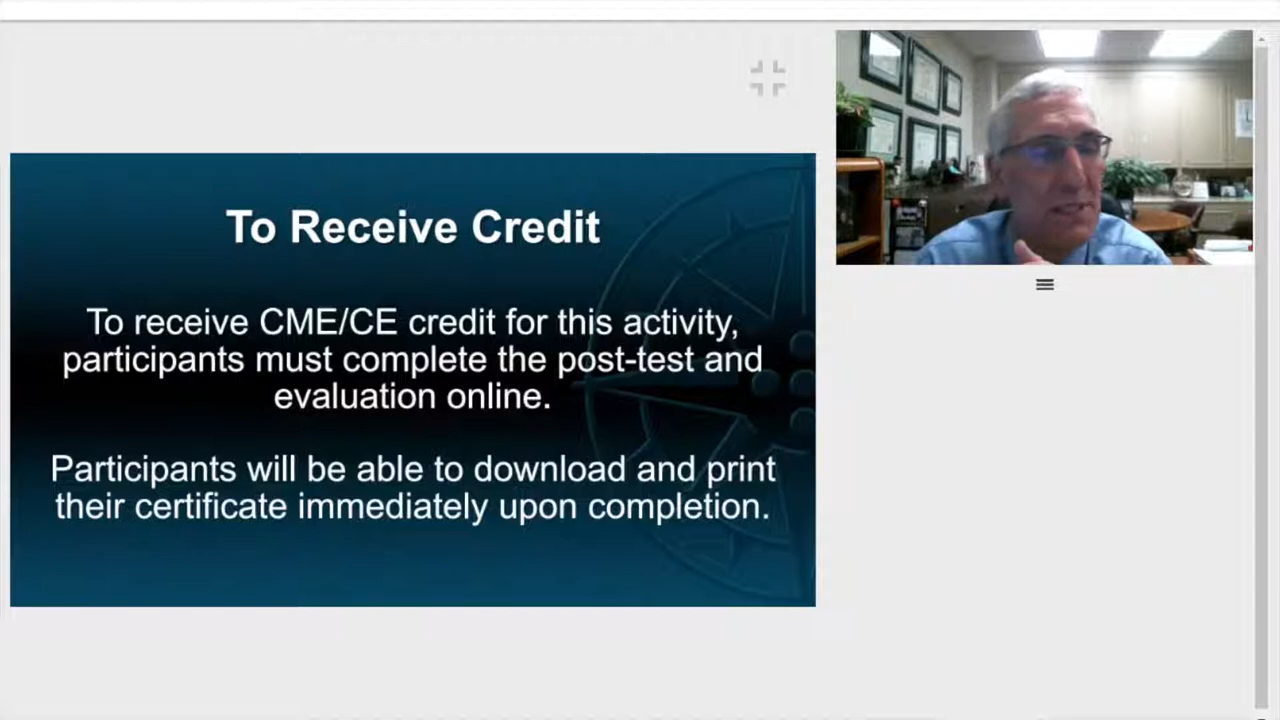 To Receive Credit
To receive CME/CE credit for this activity,
participants must complete the post-test and
evaluation online.
Participants will be able to download and print
their certificate immediately upon completion.